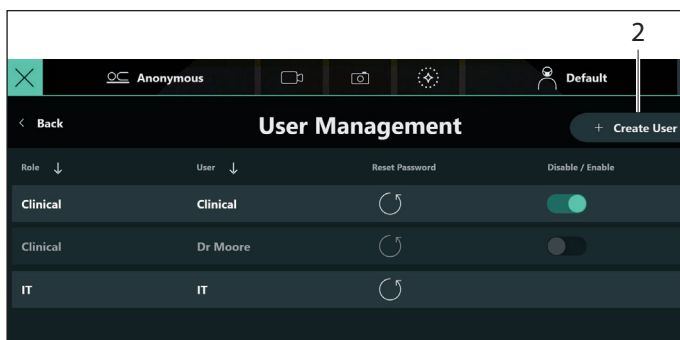 2
Anonymous Default
< Back User Management + Create User
Role ↓ User ↓ Reset Password Disable / Enable
Clinical Clinical
Clinical Dr Moore
IT IT